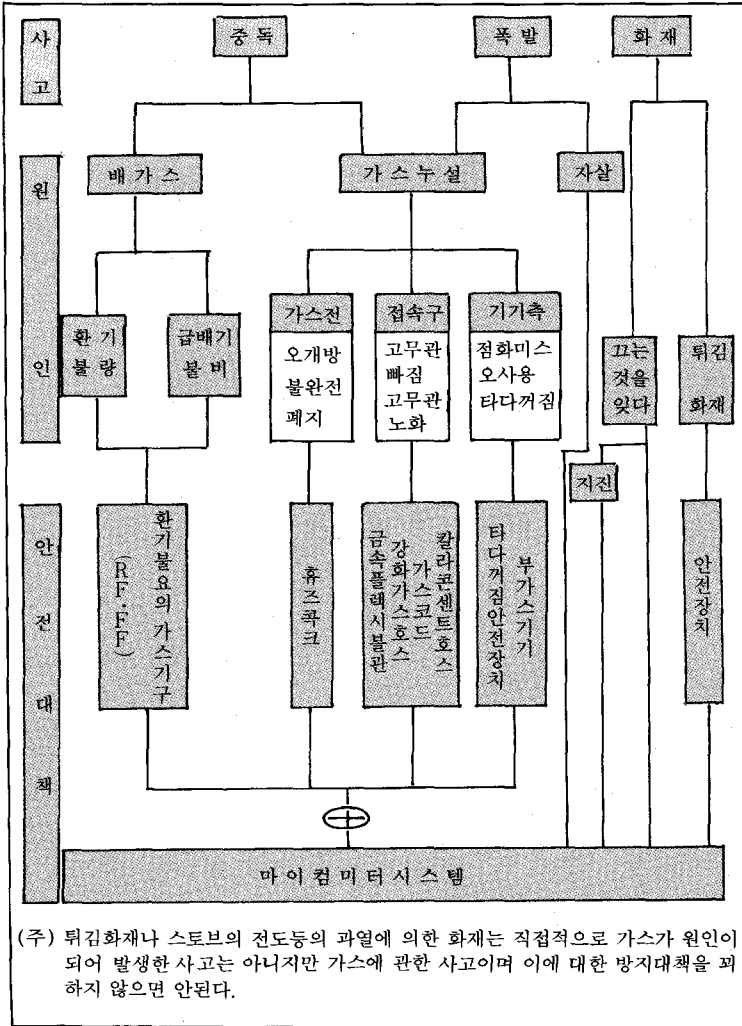 사고
중독
폭발
화재
원인
배가스
가스누설
자살
환기
불량
급배기
불비
가스전
오개방
불완전
폐지
접속구
고무관
빠짐
고무관
노화
기기측
점화미스
오사용
타다꺼짐
끄는
것을
잊다
튀김
화재
지진
안전대책
환기불요의 가스기구
(RF·FF)
휴즈콕크
칼라콘센트호스
가스코드
강화가스호스
금속플렉시블관
부가스기기
타다꺼짐안전장치
안전장치
마이컴미터시스템
(주) 튀김화재나 스토브의 전도등의 과열에 의한 화재는 직접적으로 가스가 원인이
되어 발생한 사고는 아니지만 가스에 관한 사고이며 이에 대한 방지대책을 꾀
하지 않으면 안된다.